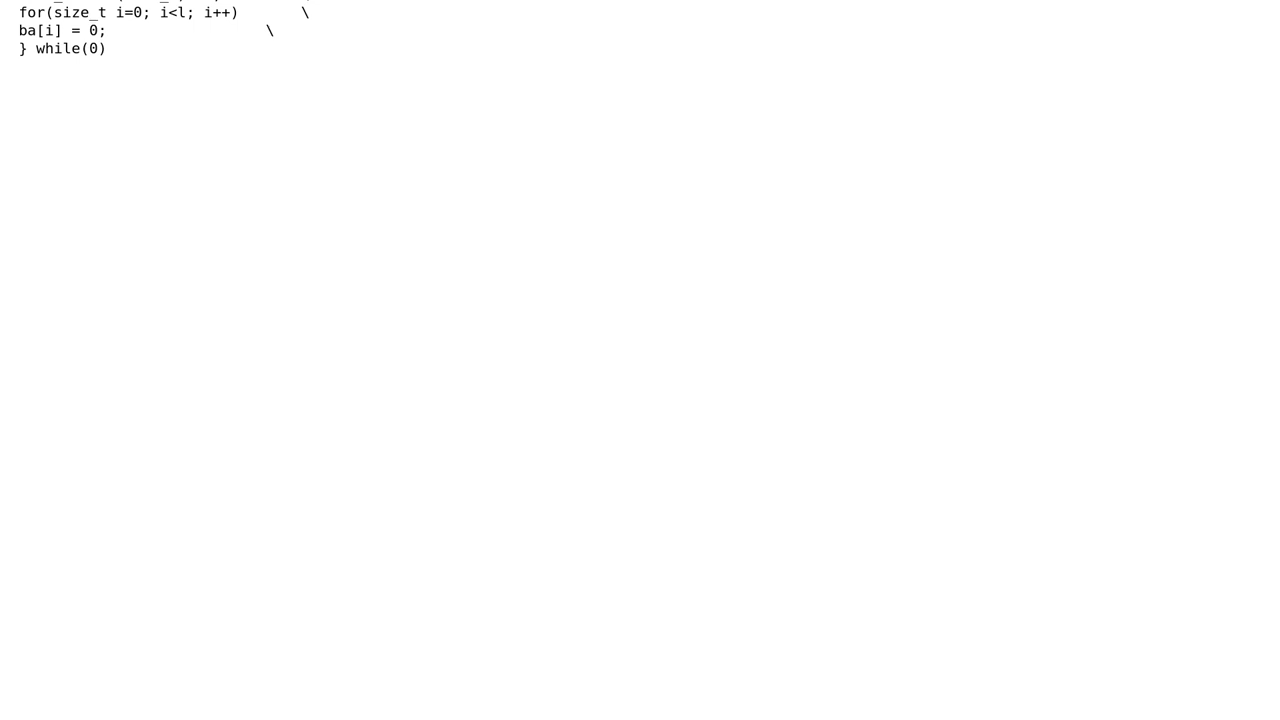 for(size_t i=0; i<l; i++)       \
ba[i] = 0;                  \
} while(0)